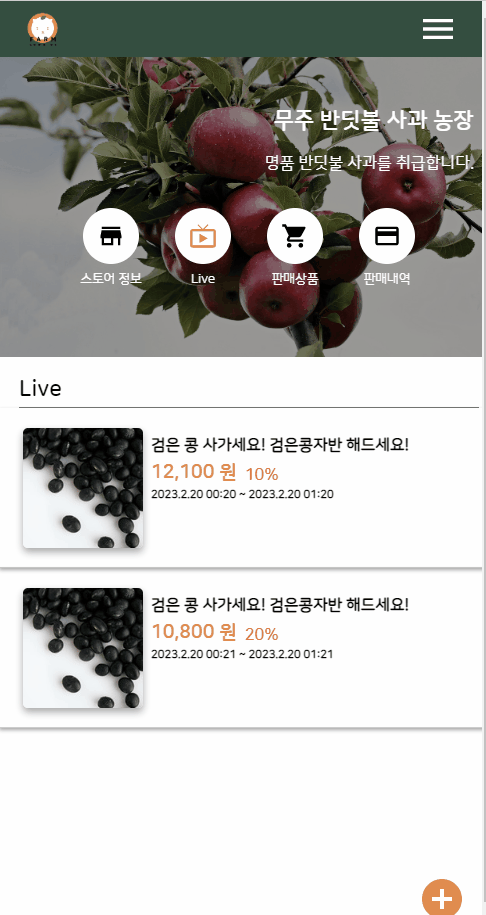 FARM
무주 반딧불 사과 농장
명품 반딧불 사과를 취급합니다.
스토어 정보
Live
판매상품
판매내역
Live
검은 콩 사가세요! 검은콩자반 해드세요!
12,100 원 10%
2023.2.20 00:20 ~ 2023.2.20 01:20
검은 콩 사가세요! 검은콩자반 해드세요!
10,800 원 20%
2023.2.20 00:21 ~ 2023.2.20 01:21